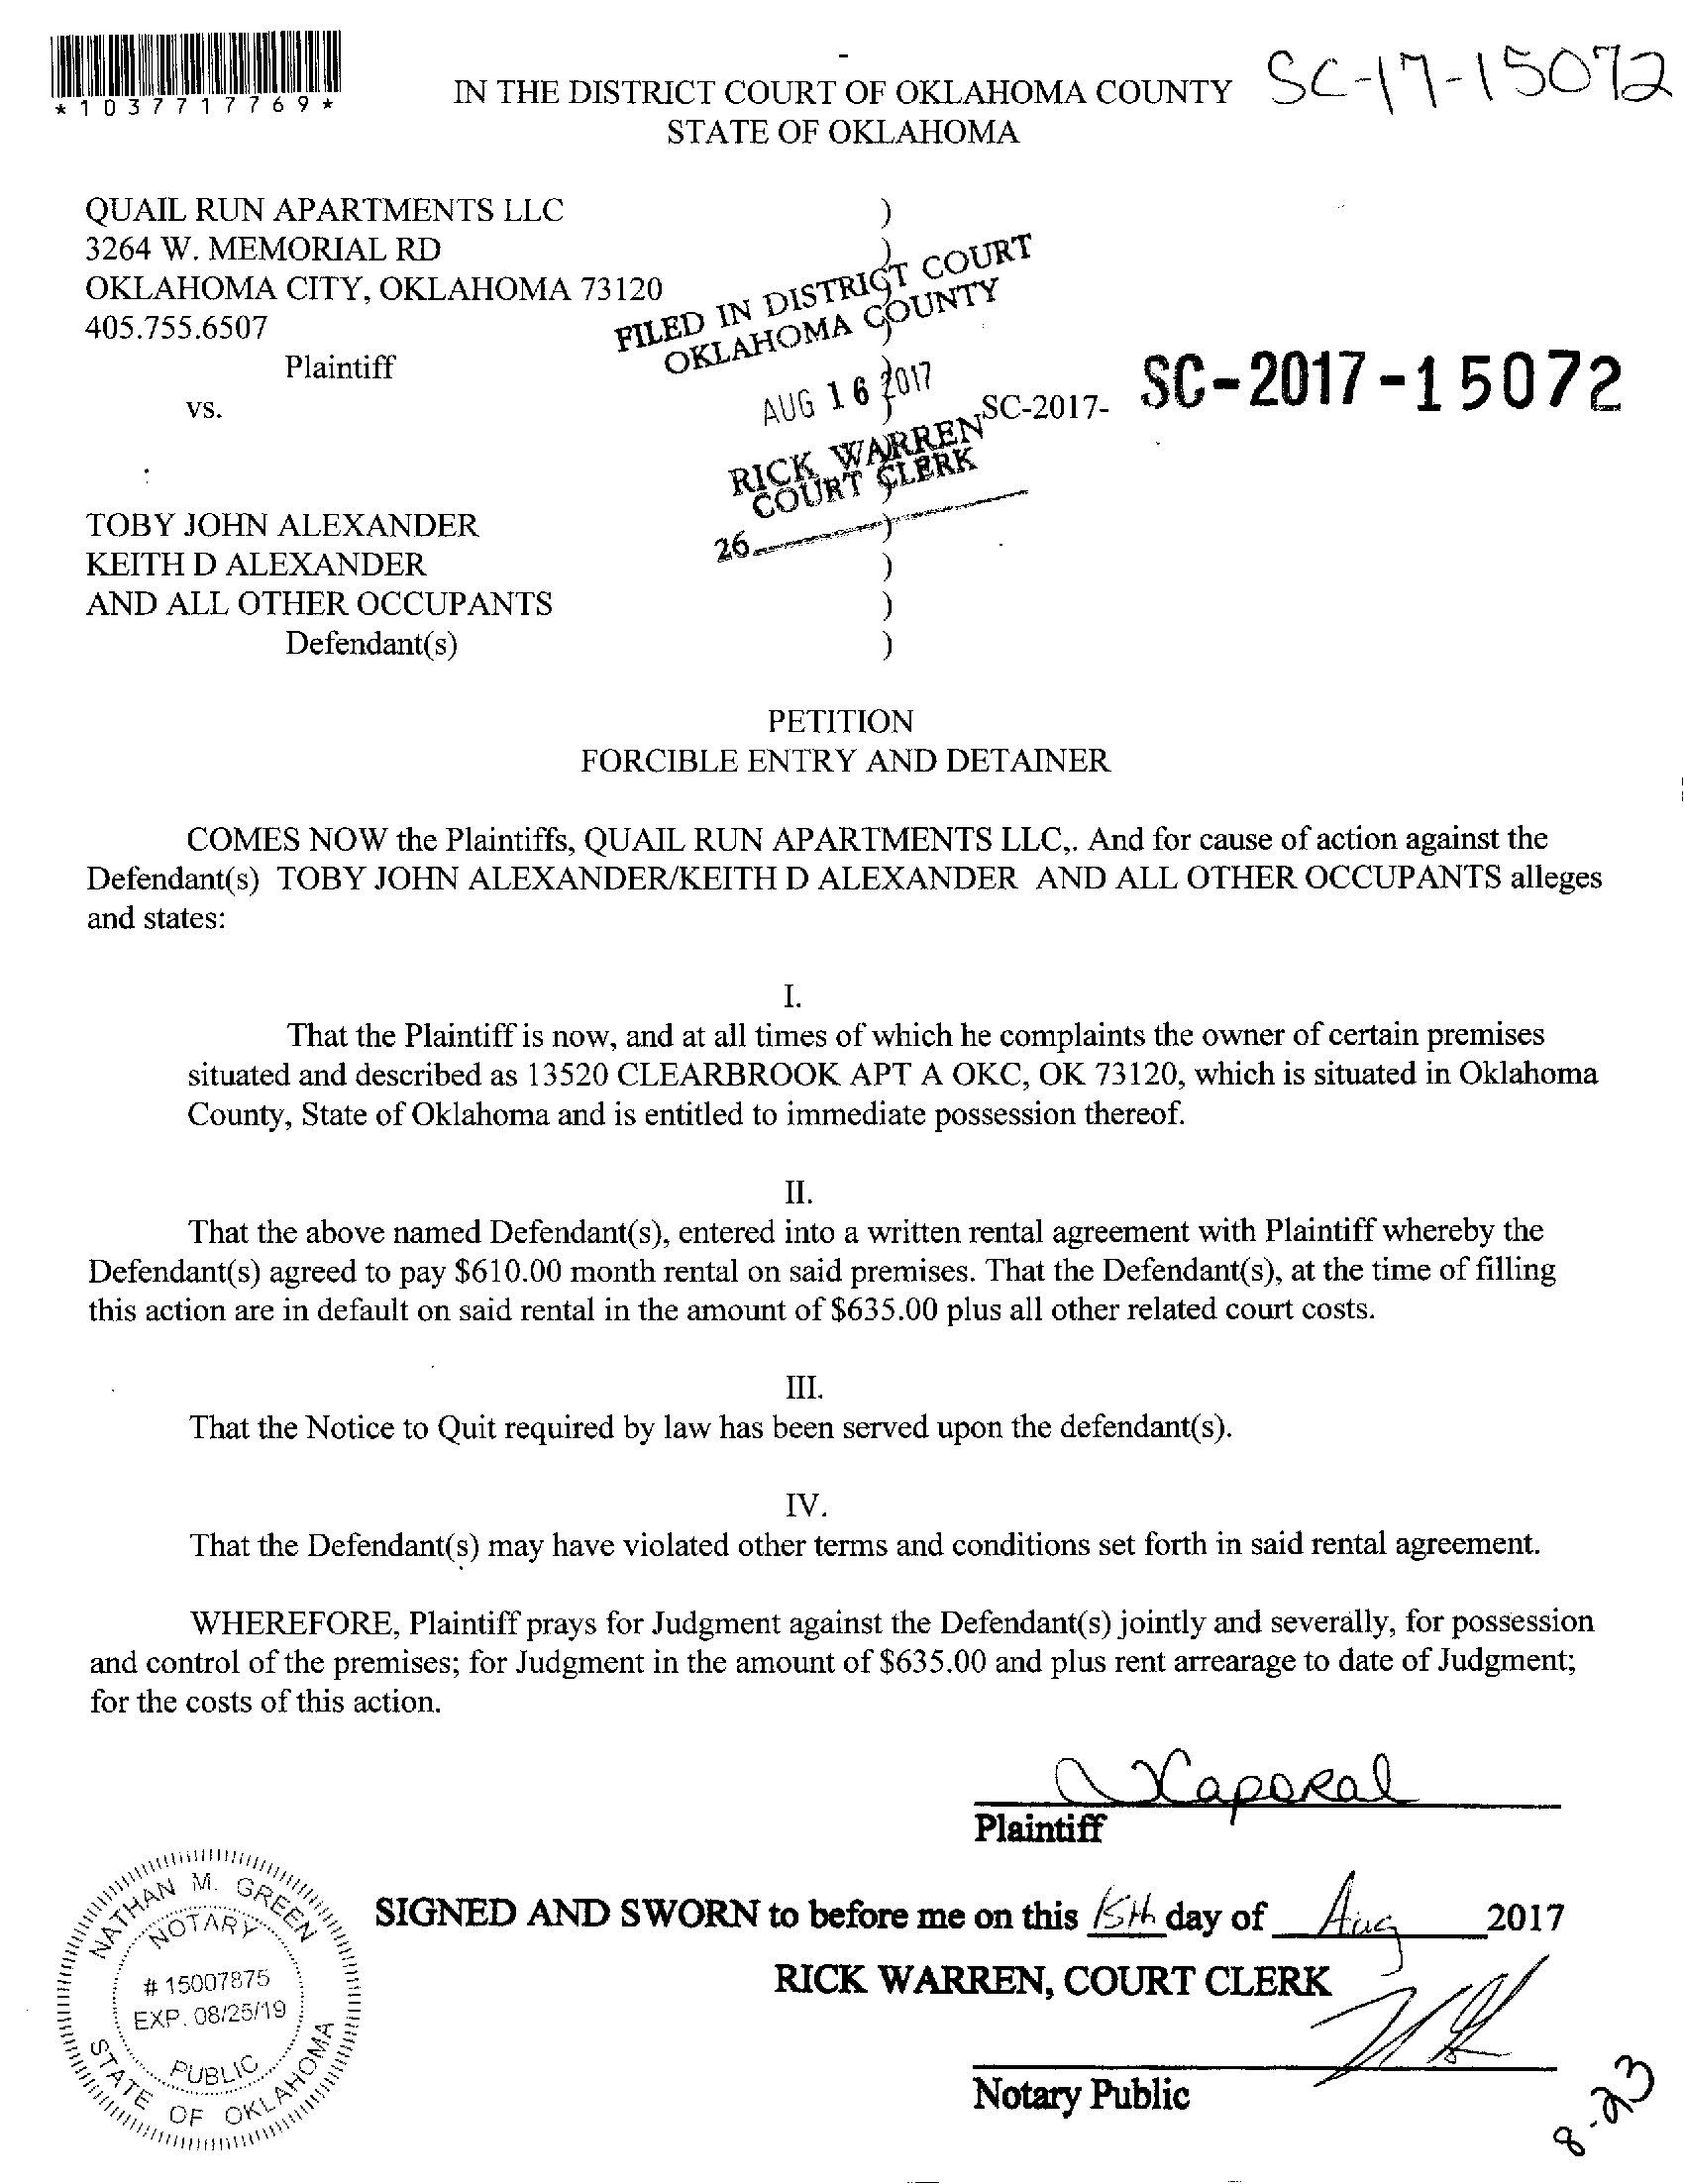 *1037717769*
SC-17-15072
IN THE DISTRICT COURT OF OKLAHOMA COUNTY
STATE OF OKLAHOMA
QUAIL RUN APARTMENTS LLC )
3264 W. MEMORIAL RD )
OKLAHOMA CITY, OKLAHOMA 73120
405.755.6507 )
Plaintiff )
FILED IN DISTRICT COURT
OKLAHOMA COUNTY
AUG 16 2017
RICK WARREN
COURT CLERK
26
vs. ) SC-2017- SC-2017-15072
:
TOBY JOHN ALEXANDER )
KEITH D ALEXANDER )
AND ALL OTHER OCCUPANTS )
Defendant(s) )
PETITION
FORCIBLE ENTRY AND DETAINER
COMES NOW the Plaintiffs, QUAIL RUN APARTMENTS LLC,. And for cause of action against the
Defendant(s) TOBY JOHN ALEXANDER/KEITH D ALEXANDER AND ALL OTHER OCCUPANTS alleges
and states:
I.
That the Plaintiff is now, and at all times of which he complaints the owner of certain premises
situated and described as 13520 CLEARBROOK APT A OKC, OK 73120, which is situated in Oklahoma
County, State of Oklahoma and is entitled to immediate possession thereof.
II.
That the above named Defendant(s), entered into a written rental agreement with Plaintiff whereby the
Defendant(s) agreed to pay $610.00 month rental on said premises. That the Defendant(s), at the time of filling
this action are in default on said rental in the amount of $635.00 plus all other related court costs.
III.
That the Notice to Quit required by law has been served upon the defendant(s).
IV.
That the Defendant(s) may have violated other terms and conditions set forth in said rental agreement.
WHEREFORE, Plaintiff prays for Judgment against the Defendant(s) jointly and severally, for possession
and control of the premises; for Judgment in the amount of $635.00 and plus rent arrearage to date of Judgment;
for the costs of this action.
Plaintiff
SIGNED AND SWORN to before me on this 15th day of Aug 2017
RICK WARREN, COURT CLERK
Notary Public
NATHAN M. GREEN
NOTARY
# 15007875
EXP. 08/25/19
PUBLIC
STATE OF OKLAHOMA
8-23